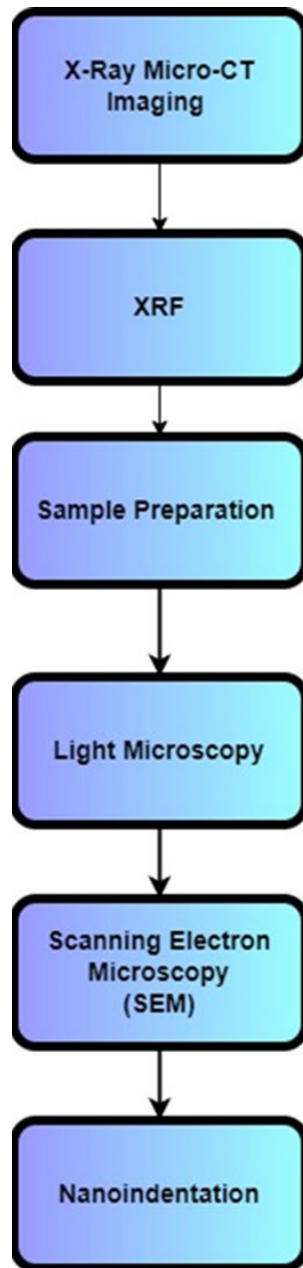 X-Ray Micro-CT
Imaging
XRF
Sample Preparation
Light Microscopy
Scanning Electron
Microscopy
(SEM)
Nanoindentation